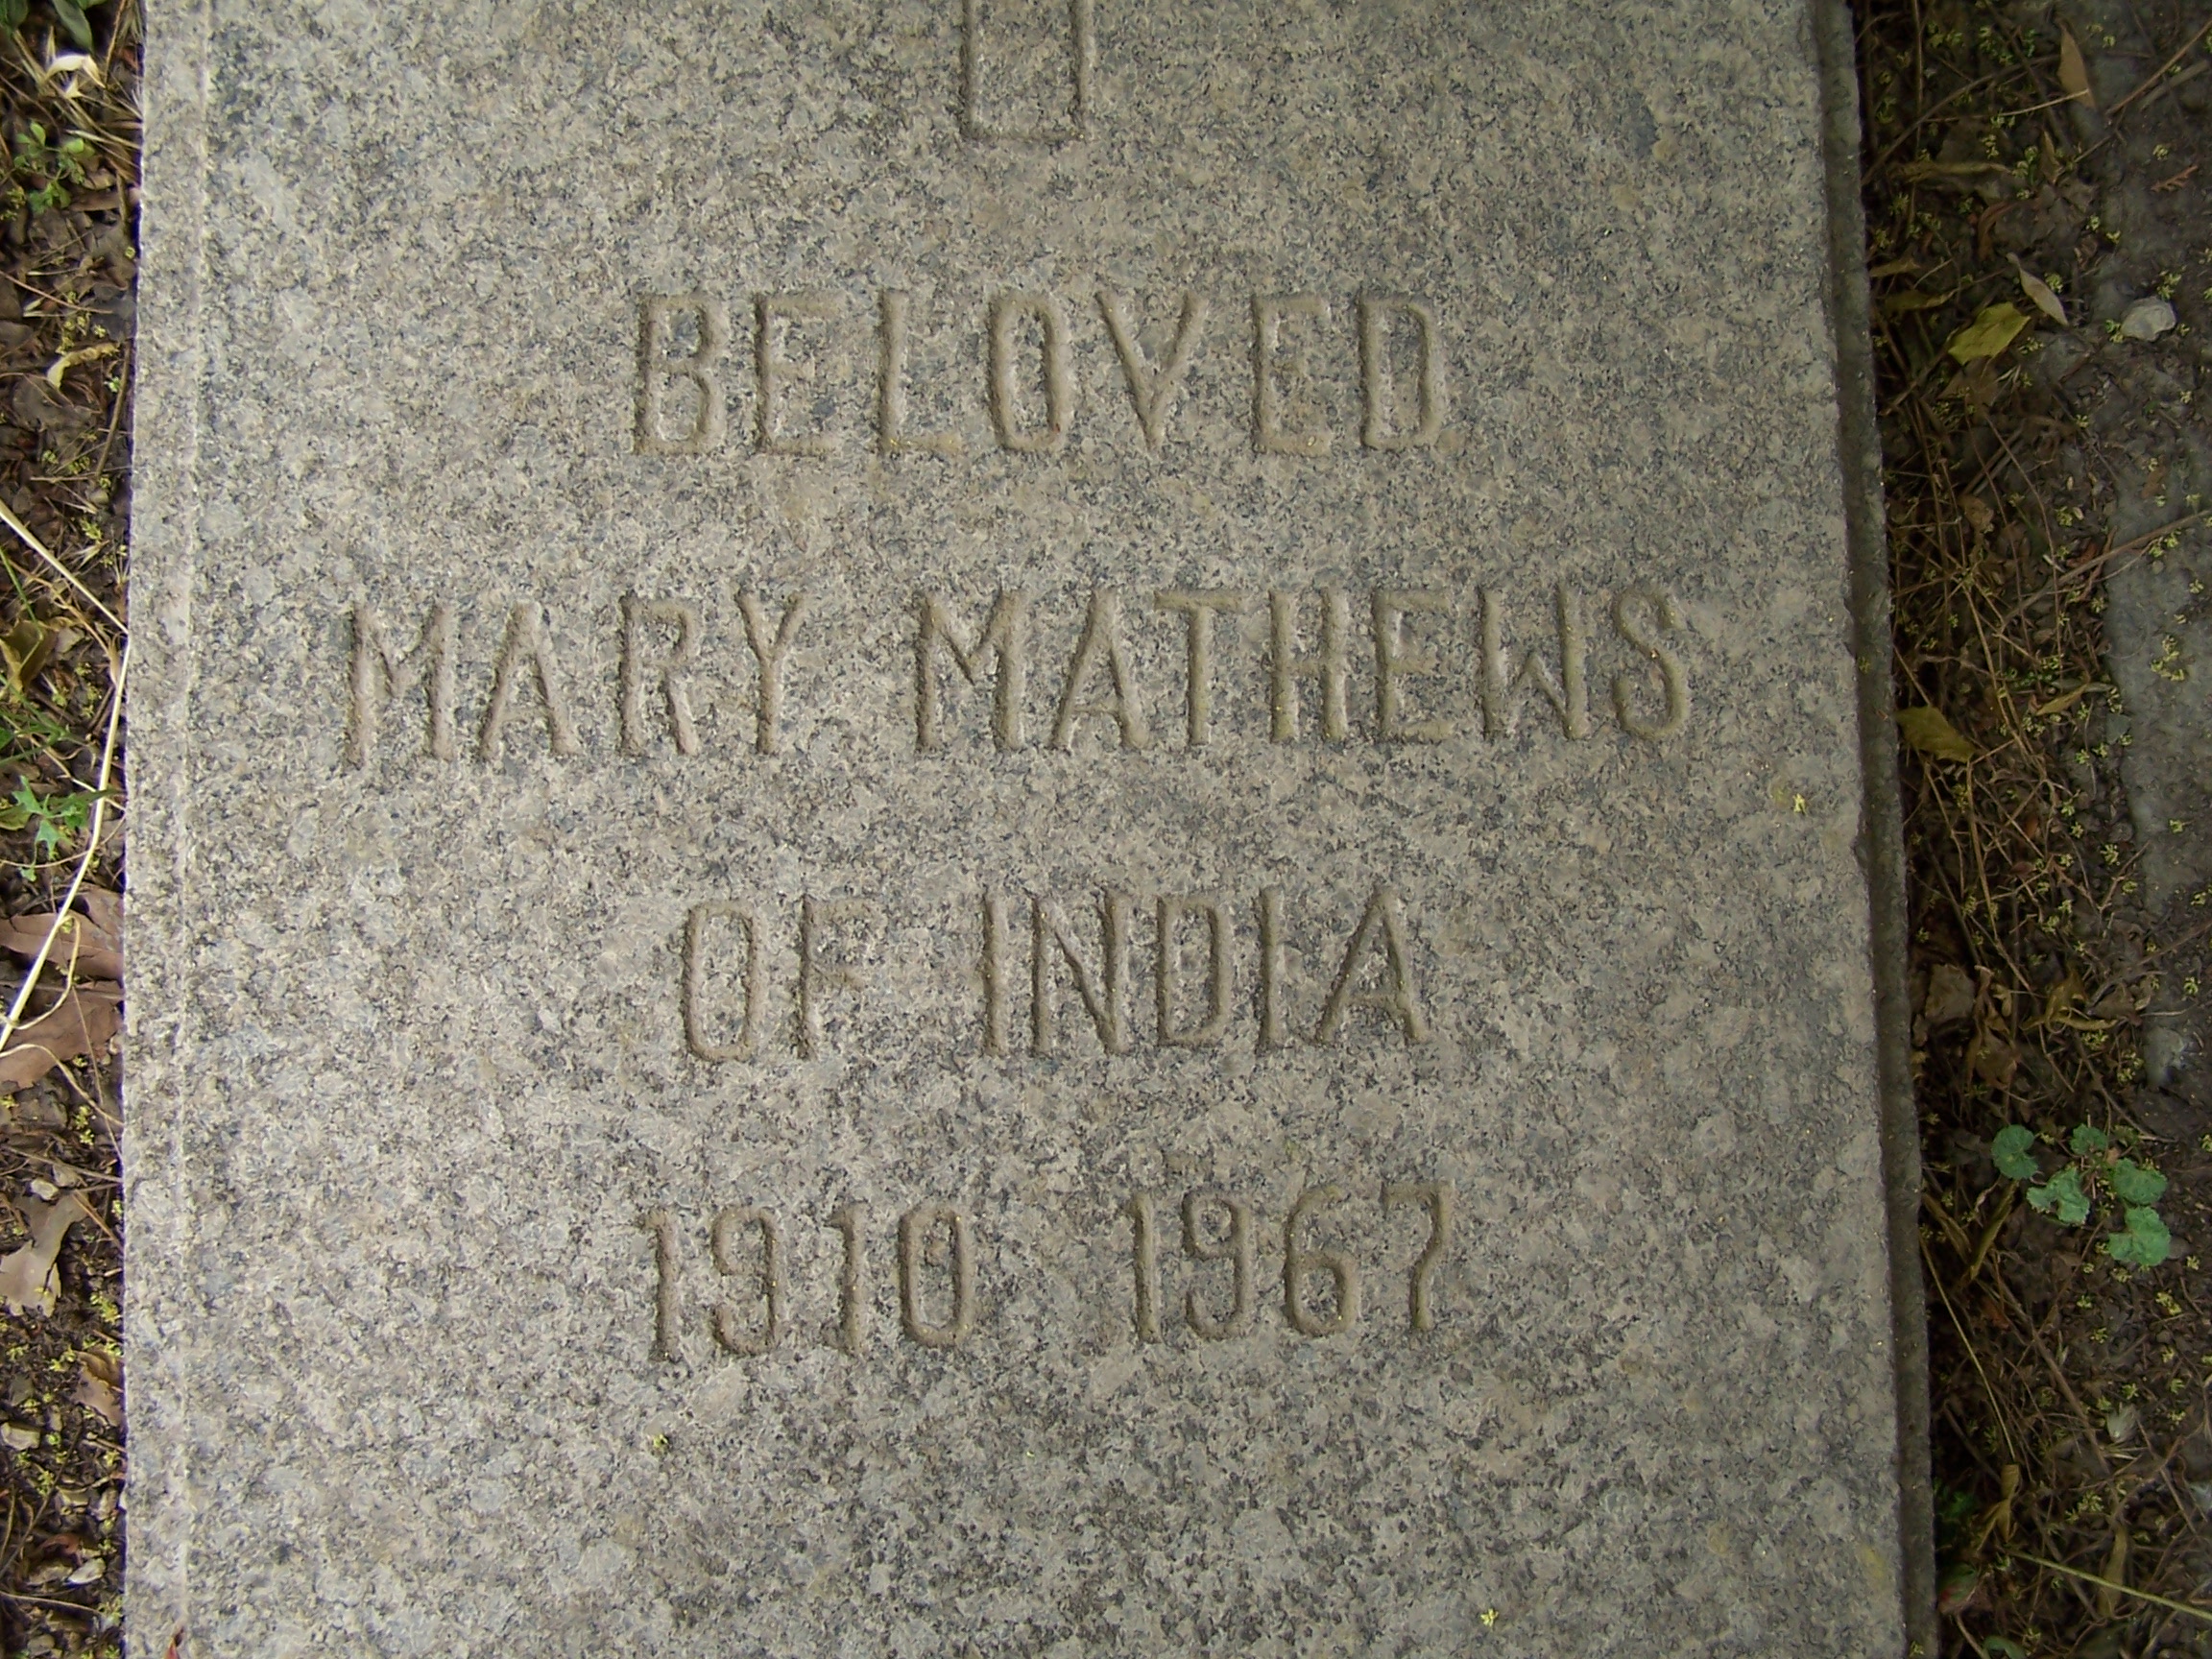 BELOVED
MARY MATHEWS
OF INDIA
1910 1967